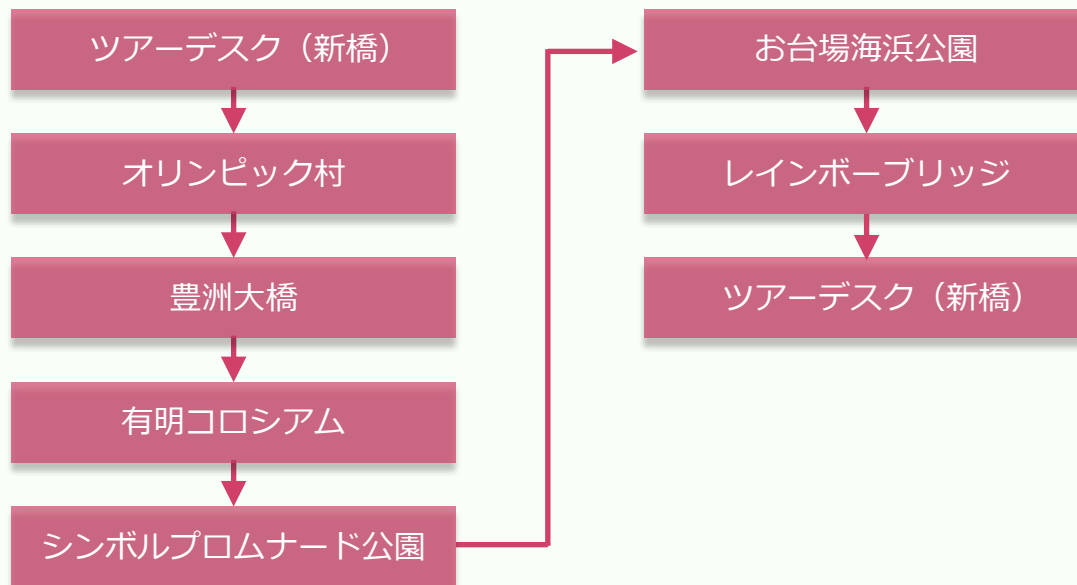 ツアーデスク（新橋）
オリンピック村
豊洲大橋
有明コロシアム
シンボルプロムナード公園
お台場海浜公園
レインボーブリッジ
ツアーデスク（新橋）